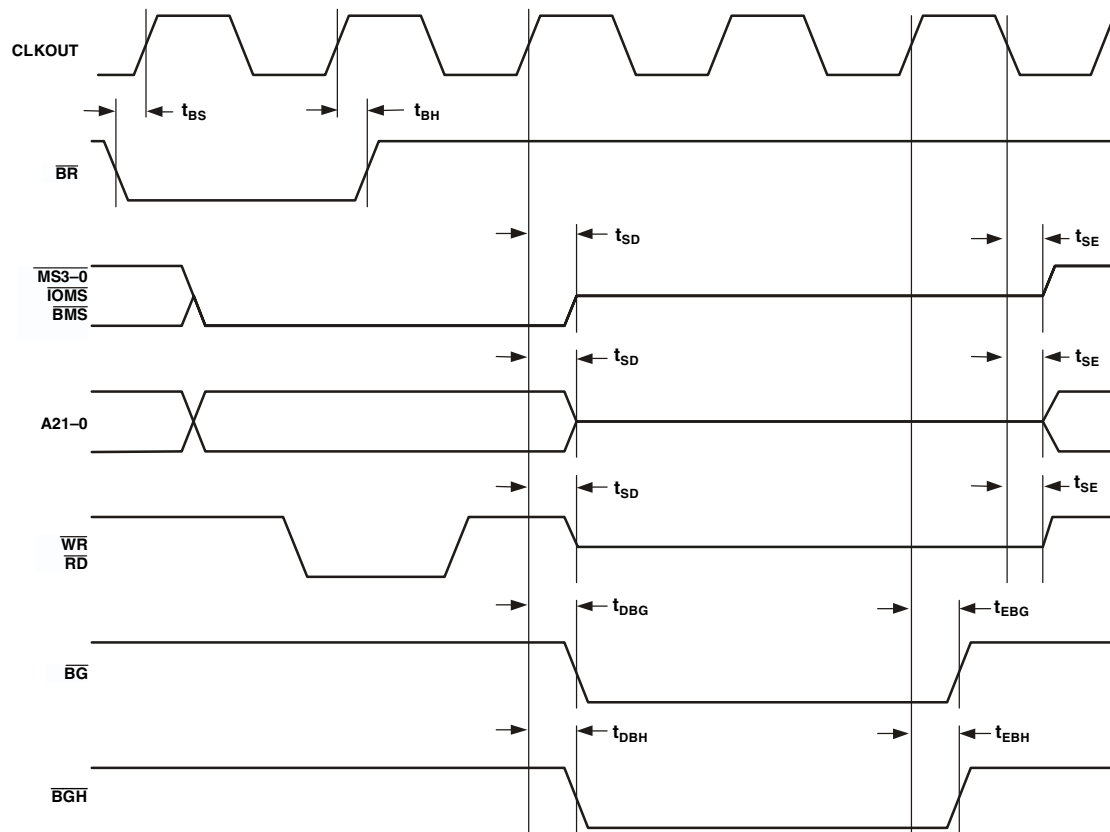 CLKOUT
tBS
tBH
BR
tSD
tSE
MS3–0
IOMS
BMS
tSD
tSE
A21–0
tSD
tSE
WR
RD
tDBG
tEBG
BG
tDBH
tEBH
BGH